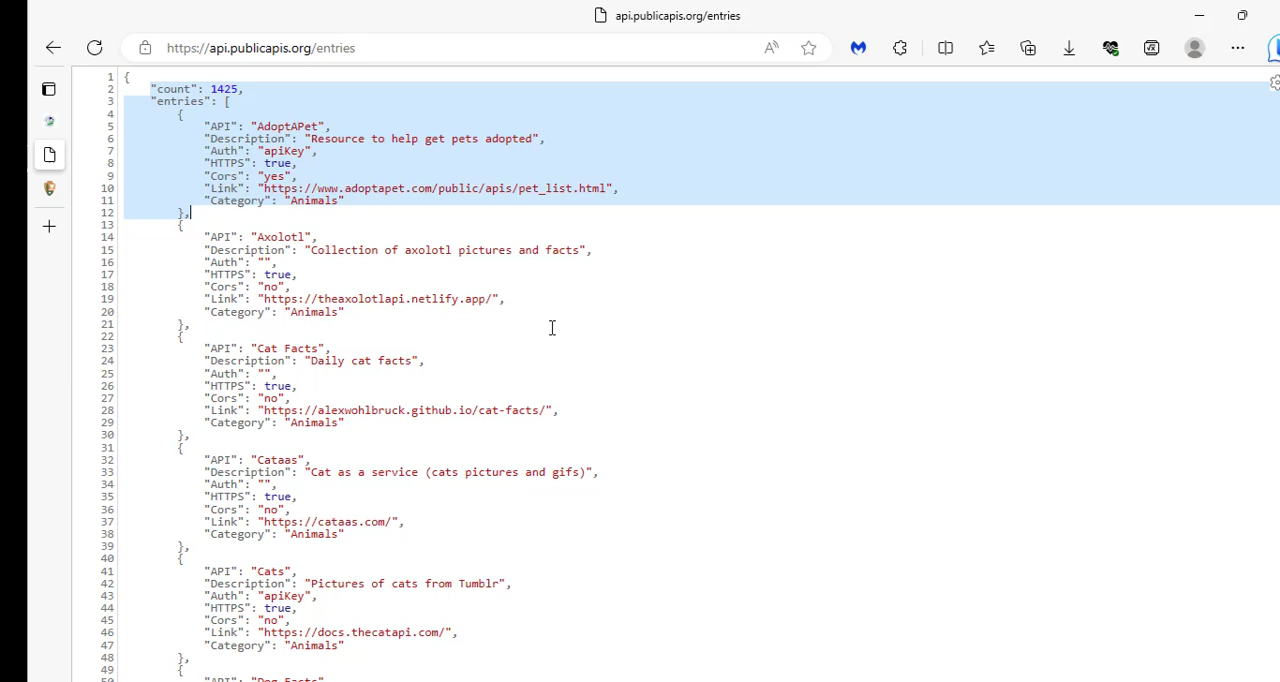 api.publicapis.org/entries
https://api.publicapis.org/entries
1 {
2 "count": 1425,
3 "entries": [
4 {
5 "API": "AdoptAPet",
6 "Description": "Resource to help get pets adopted",
7 "Auth": "apiKey",
8 "HTTPS": true,
9 "Cors": "yes",
10 "Link": "https://www.adoptapet.com/public/apis/pet_list.html",
11 "Category": "Animals"
12 },
13 {
14 "API": "Axolotl",
15 "Description": "Collection of axolotl pictures and facts",
16 "Auth": "",
17 "HTTPS": true,
18 "Cors": "no",
19 "Link": "https://theaxolotlapi.netlify.app/",
20 "Category": "Animals"
21 },
22 {
23 "API": "Cat Facts",
24 "Description": "Daily cat facts",
25 "Auth": "",
26 "HTTPS": true,
27 "Cors": "no",
28 "Link": "https://alexwohlbruck.github.io/cat-facts/",
29 "Category": "Animals"
30 },
31 {
32 "API": "Cataas",
33 "Description": "Cat as a service (cats pictures and gifs)",
34 "Auth": "",
35 "HTTPS": true,
36 "Cors": "no",
37 "Link": "https://cataas.com/",
38 "Category": "Animals"
39 },
40 {
41 "API": "Cats",
42 "Description": "Pictures of cats from Tumblr",
43 "Auth": "apiKey",
44 "HTTPS": true,
45 "Cors": "no",
46 "Link": "https://docs.thecatapi.com/",
47 "Category": "Animals"
48 },
49 {
50 "API": "Dog Facts"